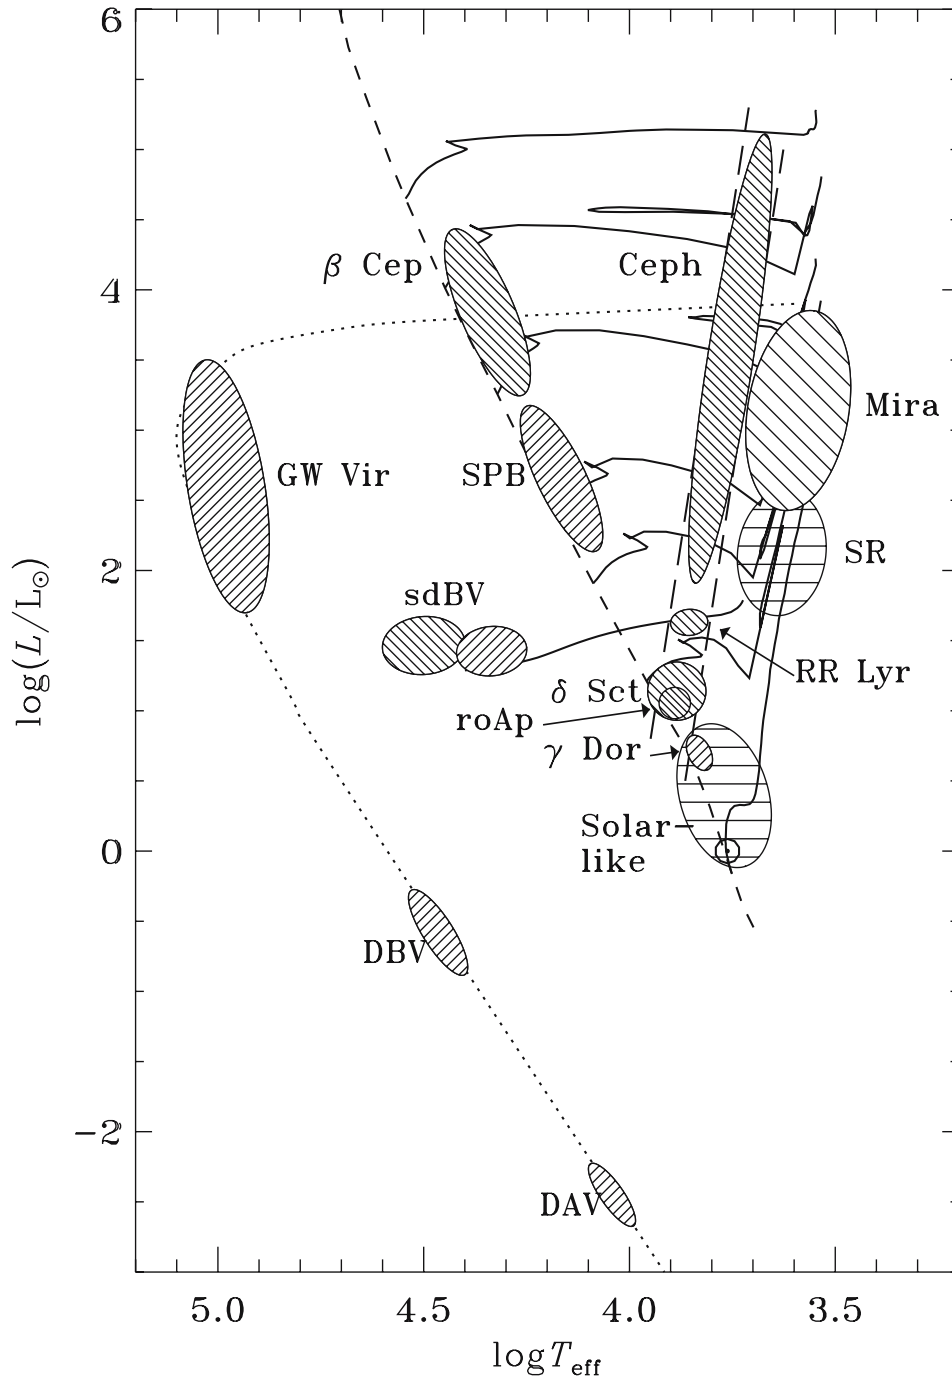 6
β Cep
Ceph
4
Mira
GW Vir
SPB
SR
log(L/L☉)
2
sdBV
RR Lyr
δ Sct
roAp
γ Dor
Solar–
like
0
DBV
−2
DAV
5.0 4.5 4.0 3.5
log Teff